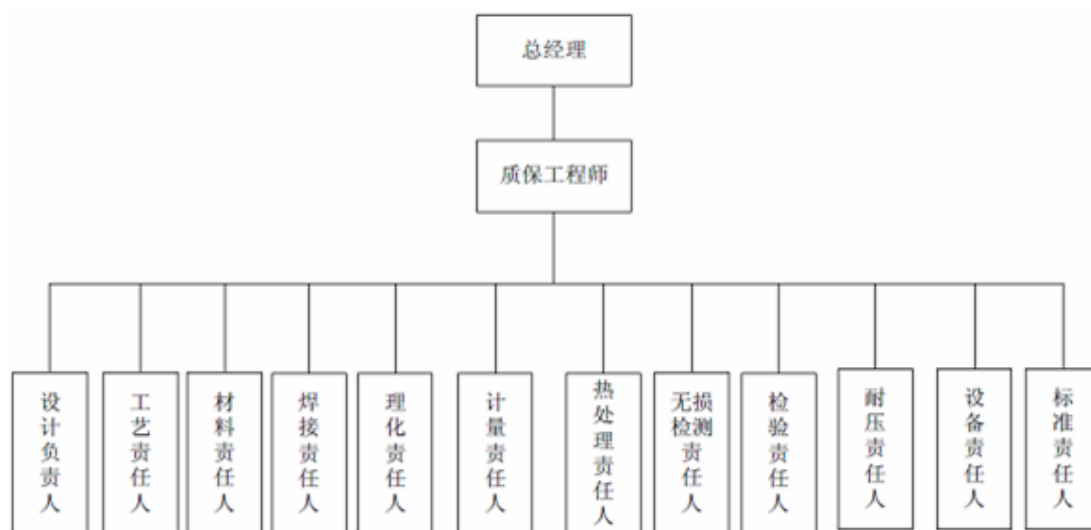 总经理
质保工程师
设计负责人
工艺责任人
材料责任人
焊接责任人
理化责任人
计量责任人
热处理责任人
无损检测责任人
检验责任人
耐压责任人
设备责任人
标准责任人